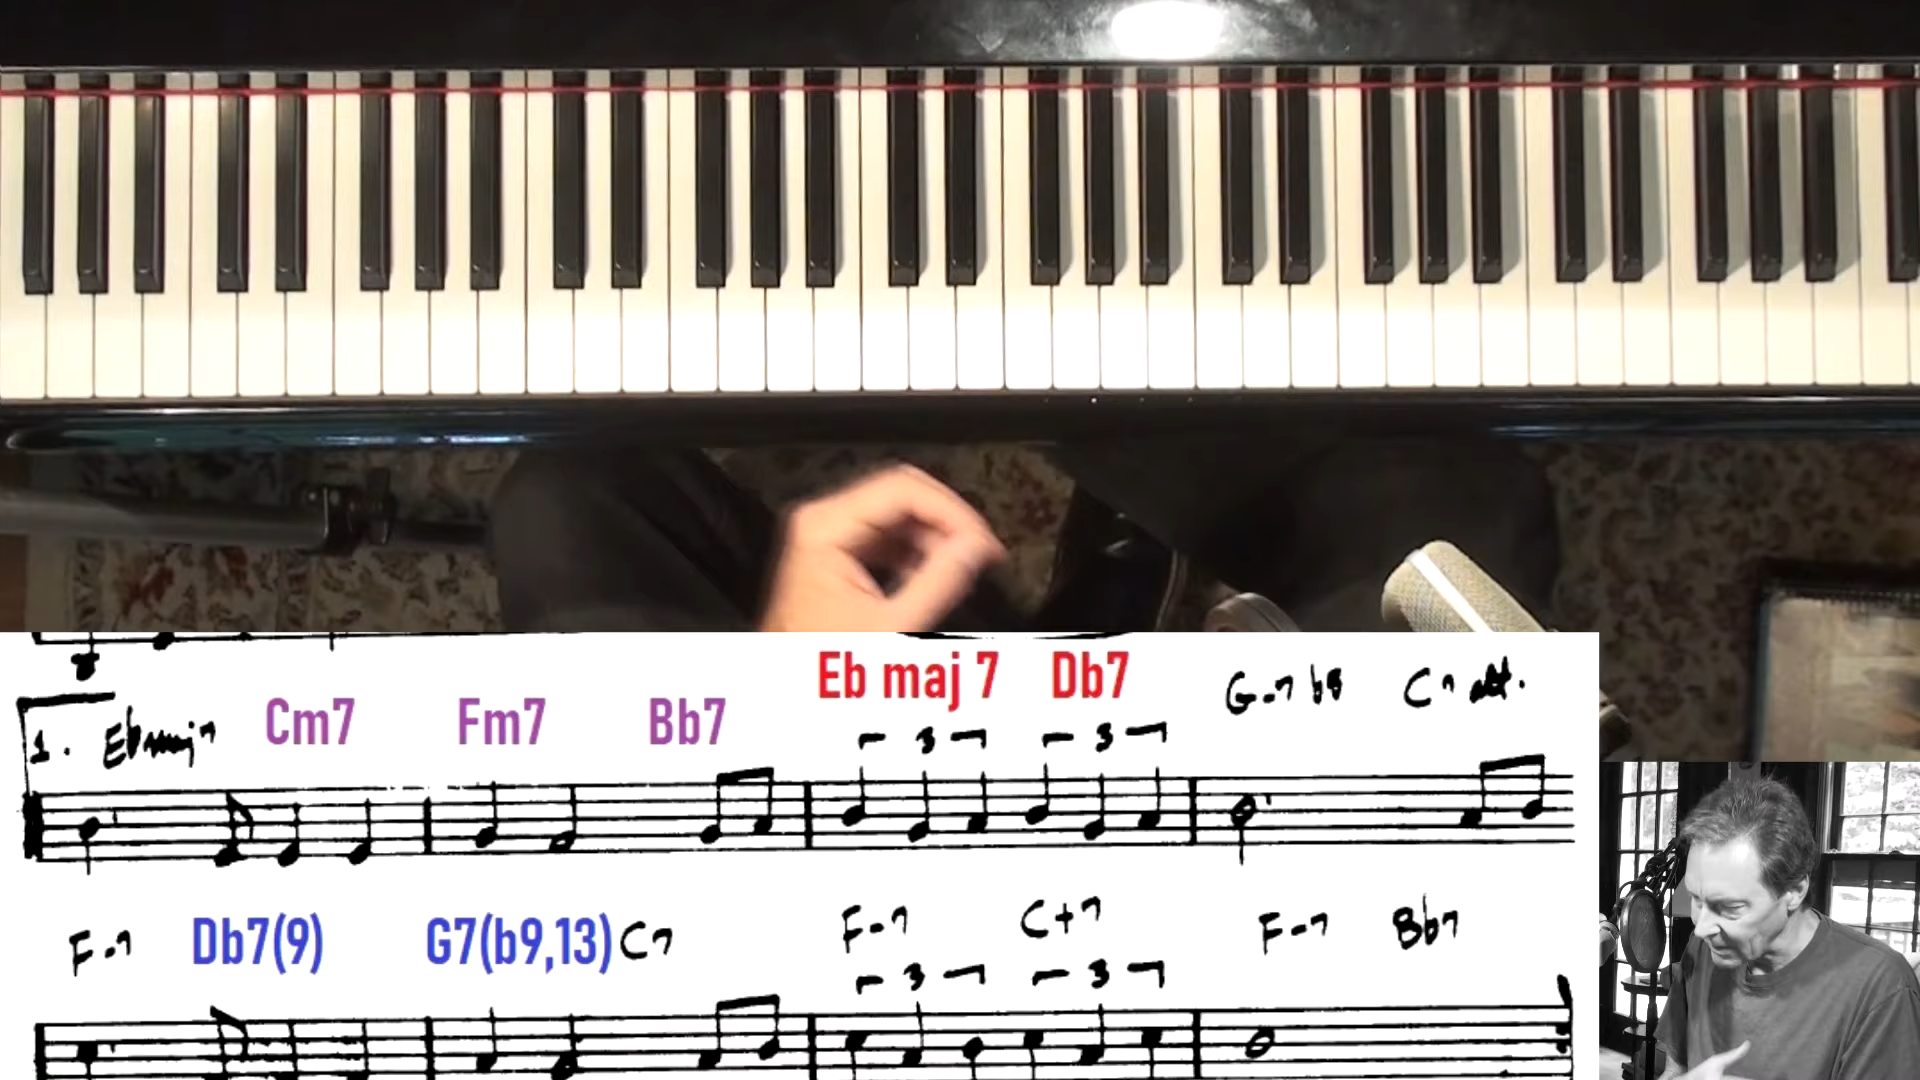 Eb maj 7 Db7 G-7 b5 C7 alt.
1. Ebmaj7 Cm7 Fm7 Bb7
3 3
F-7 Db7(9) G7(b9,13) C7 F-7 C+7 F-7 Bb7
3 3